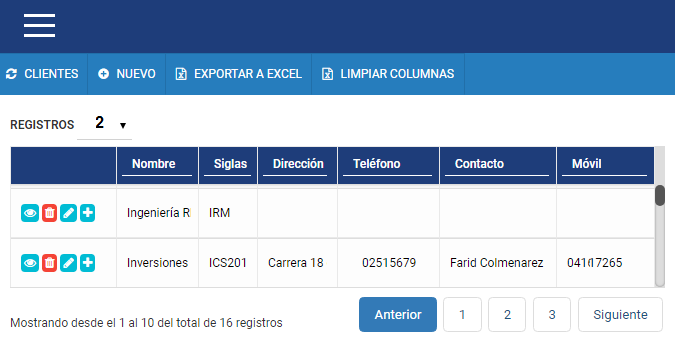 CLIENTES NUEVO EXPORTAR A EXCEL LIMPIAR COLUMNAS
REGISTROS 2
Nombre Siglas Dirección Teléfono Contacto Móvil
Ingeniería IRM
Inversiones ICS201 Carrera 18 02515679 Farid Colmenarez
Mostrando desde el 1 al 10 del total de 16 registros
Anterior 1 2 3 Siguiente